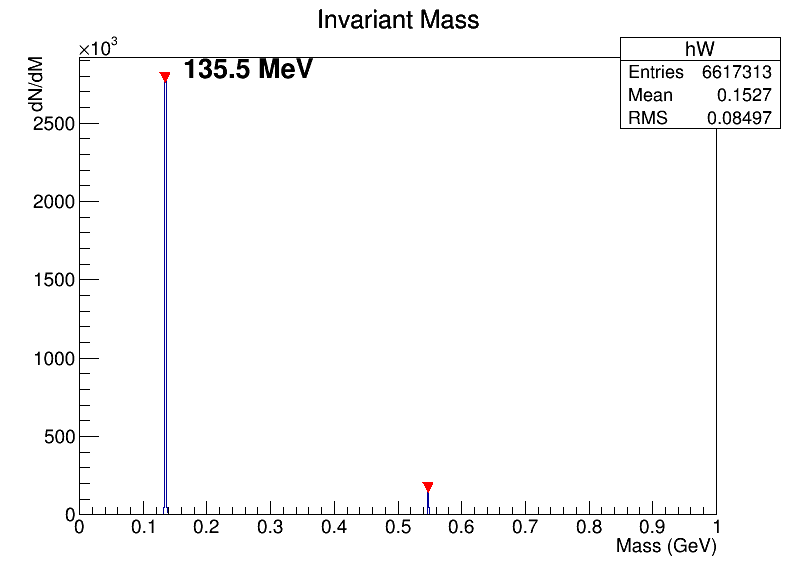 Invariant Mass
×10³
dN/dM
135.5 MeV
hW
Entries 6617313
Mean 0.1527
RMS 0.08497
2500
2000
1500
1000
500
0
0 0.1 0.2 0.3 0.4 0.5 0.6 0.7 0.8 0.9 1
Mass (GeV)